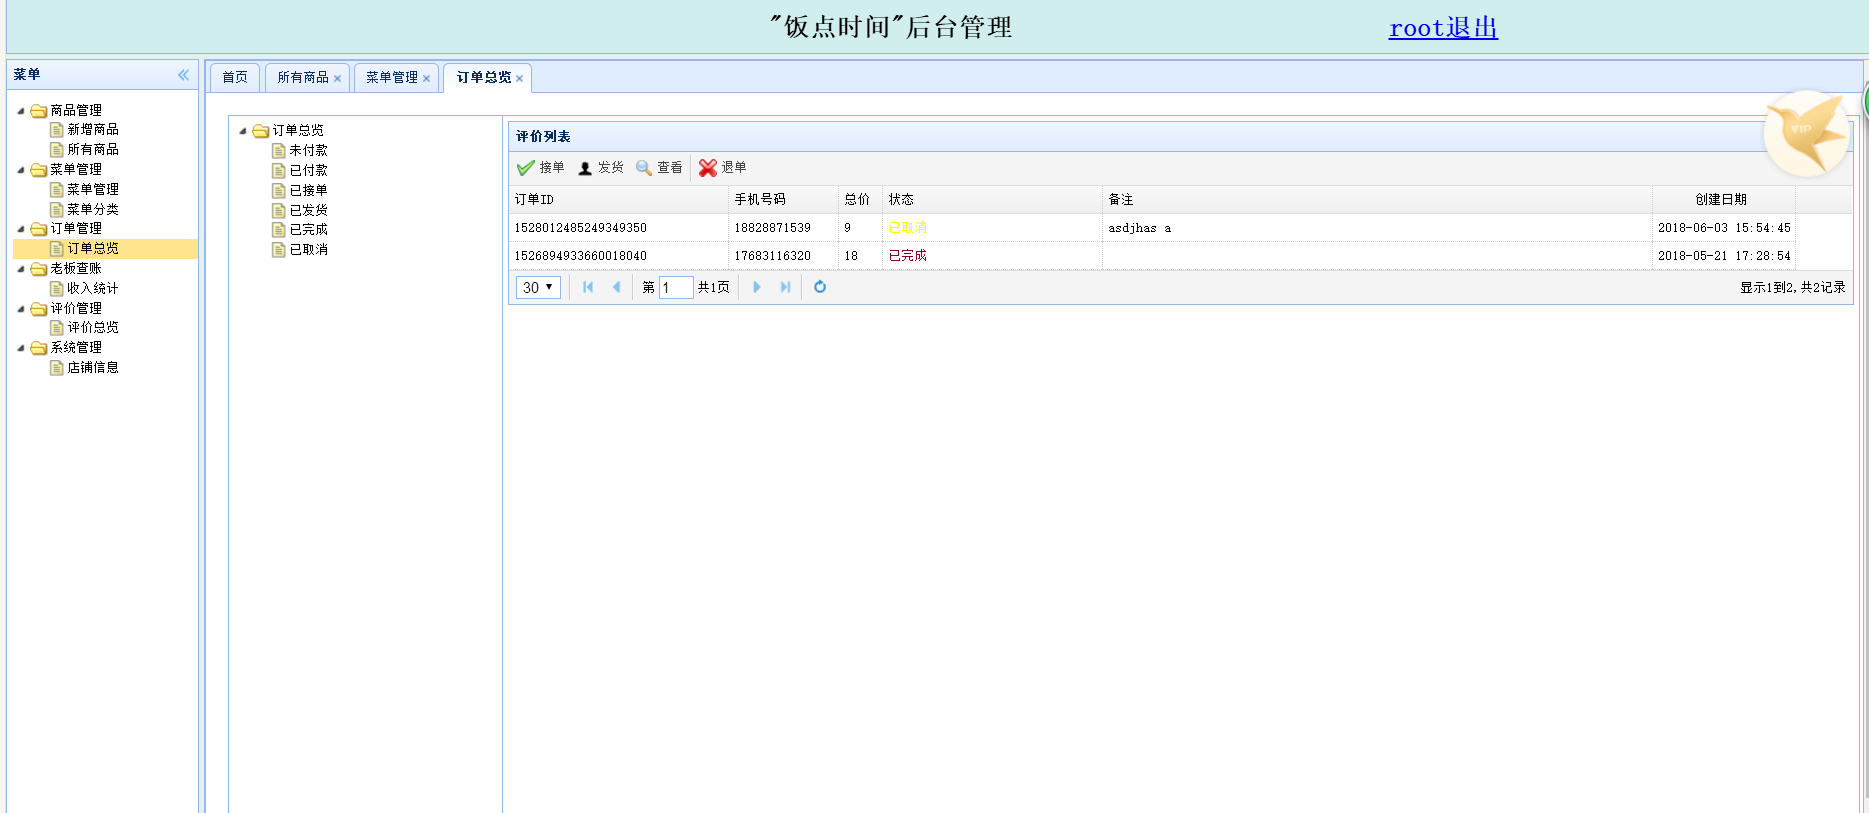 "饭点时间"后台管理
root退出
菜单
商品管理
新增商品
所有商品
菜单管理
菜单管理
菜单分类
订单管理
订单总览
老板查账
收入统计
评价管理
评价总览
系统管理
店铺信息
首页 所有商品 菜单管理 订单总览
订单总览
未付款
已付款
已接单
已发货
已完成
已取消
评价列表
VIP
接单 发货 查看 退单
订单ID 手机号码 总价 状态 备注 创建日期
1528012485249349350 18828871539 9 已取消 asdjhas a 2018-06-03 15:54:45
1526894933660018040 17683116320 18 已完成 2018-05-21 17:28:54
30 第 1 共1页 显示1到2,共2记录